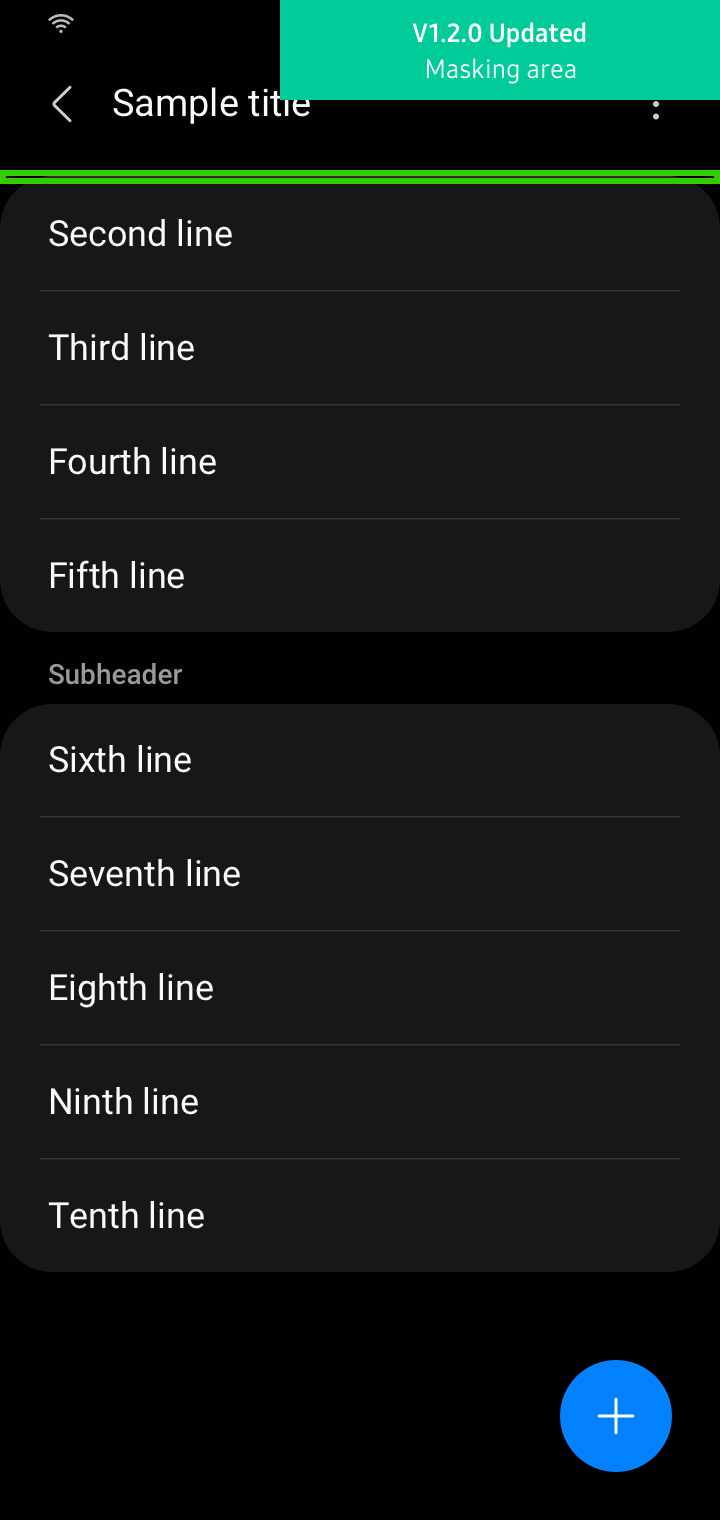 V1.2.0 Updated
Masking area
Sample title
Second line
Third line
Fourth line
Fifth line
Subheader
Sixth line
Seventh line
Eighth line
Ninth line
Tenth line